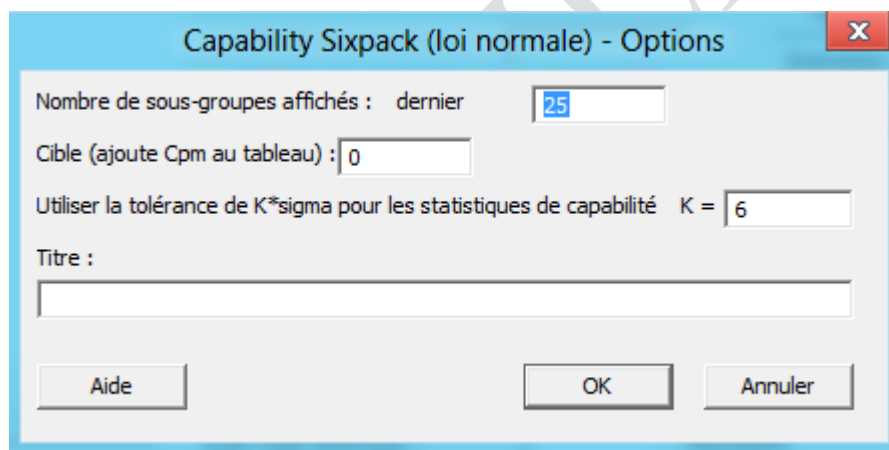 Capability Sixpack (loi normale) - Options
x
Nombre de sous-groupes affichés : dernier 25
Cible (ajoute Cpm au tableau) : 0
Utiliser la tolérance de K*sigma pour les statistiques de capabilité K = 6
Titre :
Aide OK Annuler